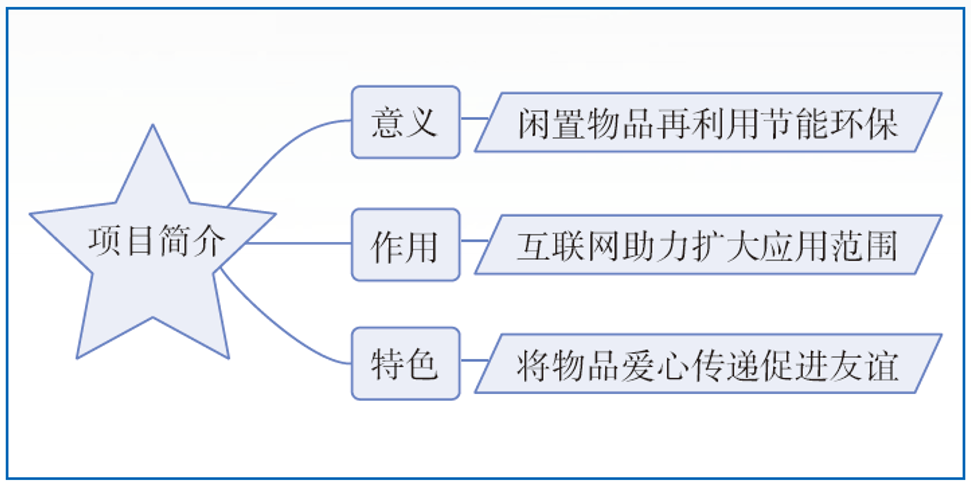 项目简介
意义
闲置物品再利用节能环保
作用
互联网助力扩大应用范围
特色
将物品爱心传递促进友谊